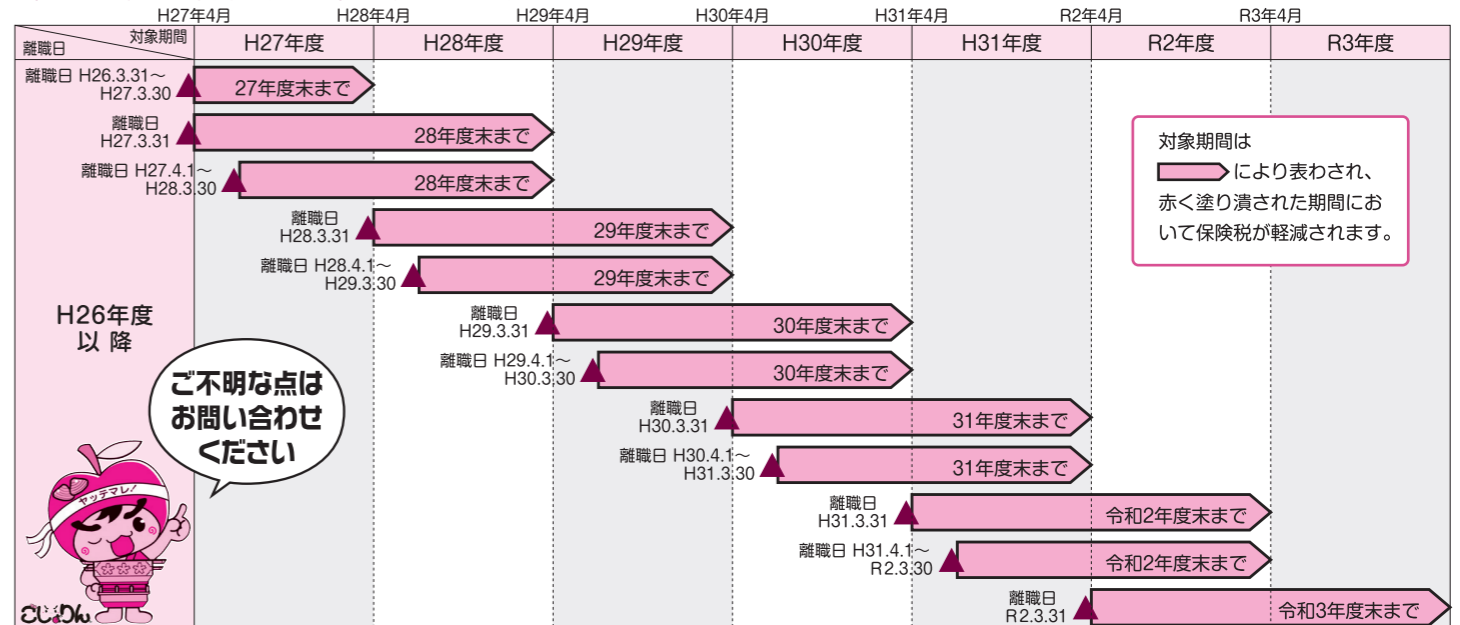 H27年4月 H28年4月 H29年4月 H30年4月 H31年4月 R2年4月 R3年4月
対象期間
離職日
H27年度 H28年度 H29年度 H30年度 H31年度 R2年度 R3年度
離職日 H26.3.31～
H27.3.30
27年度末まで
離職日
H27.3.31
28年度末まで
離職日 H27.4.1～
H28.3.30
28年度末まで
離職日
H28.3.31
29年度末まで
離職日 H28.4.1～
H29.3.30
29年度末まで
離職日
H29.3.31
30年度末まで
離職日 H29.4.1～
H30.3.30
30年度末まで
離職日
H30.3.31
31年度末まで
離職日 H30.4.1～
H31.3.30
31年度末まで
離職日
H31.3.31
令和2年度末まで
離職日 H31.4.1～
R2.3.30
令和2年度末まで
離職日
R2.3.31
令和3年度末まで
対象期間は
により表わされ、
赤く塗り潰された期間にお
いて保険税が軽減されます。
H26年度
以 降
ご不明な点は
お問い合わせ
ください
ヤッテマレ！
ごしょりん